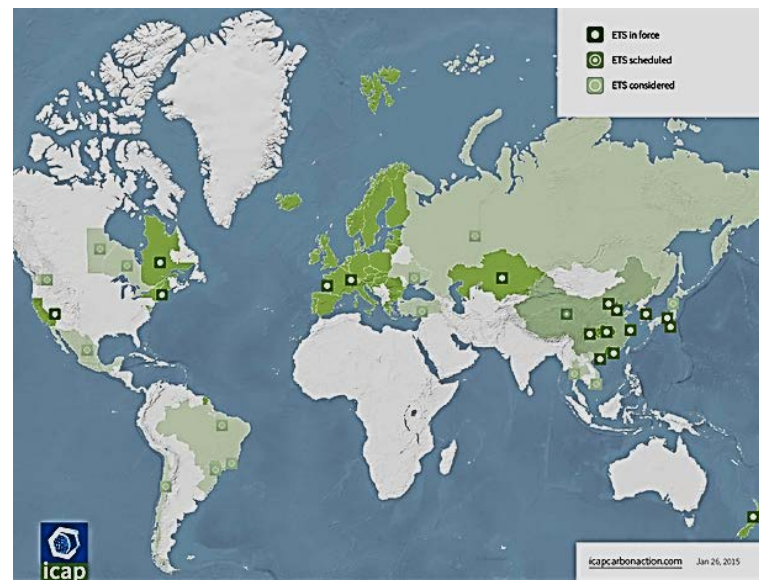 ETS in force
ETS scheduled
ETS considered
icap
icapcarbonaction.com Jan 26, 2015